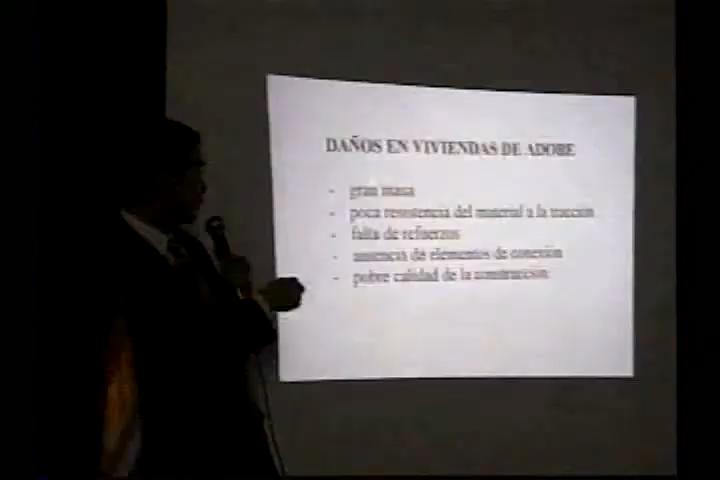 DAÑOS EN VIVIENDAS DE ADOBE
- gran masa
- poca resistencia del material a la tracción
- falta de refuerzos
- ausencia de elementos de conexión
- pobre calidad de la construcción